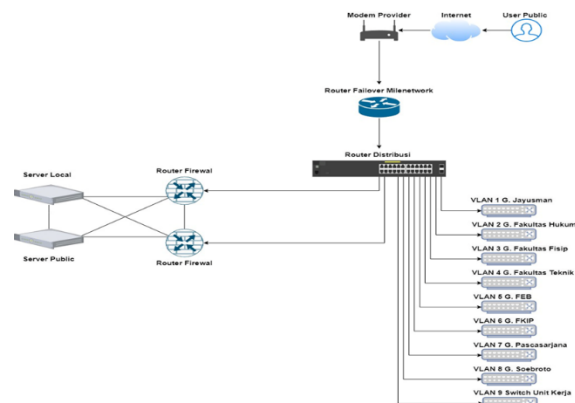 Modem Provider
Internet
User Public
Router Failover Milenetwork
Router Distribusi
Server Local
Router Firewal
Server Public
Router Firewal
VLAN 1 G. Jayusman
VLAN 2 G. Fakultas Hukum
VLAN 3 G. Fakultas Fisip
VLAN 4 G. Fakultas Teknik
VLAN 5 G. FEB
VLAN 6 G. FKIP
VLAN 7 G. Pascasarjana
VLAN 8 G. Soebroto
VLAN 9 Switch Unit Kerja